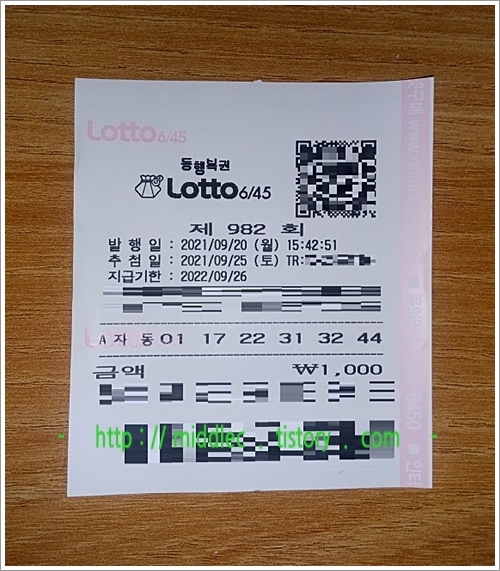 Lotto6/45
동행복권
Lotto6/45
제 982 회
발 행 일 : 2021/09/20 (월) 15:42:51
추 첨 일 : 2021/09/25 (토) TR:
지급기한 : 2022/09/26
A 자 동 01 17 22 31 32 44
금액 ₩1,000
- http://middlec.tistory.com -